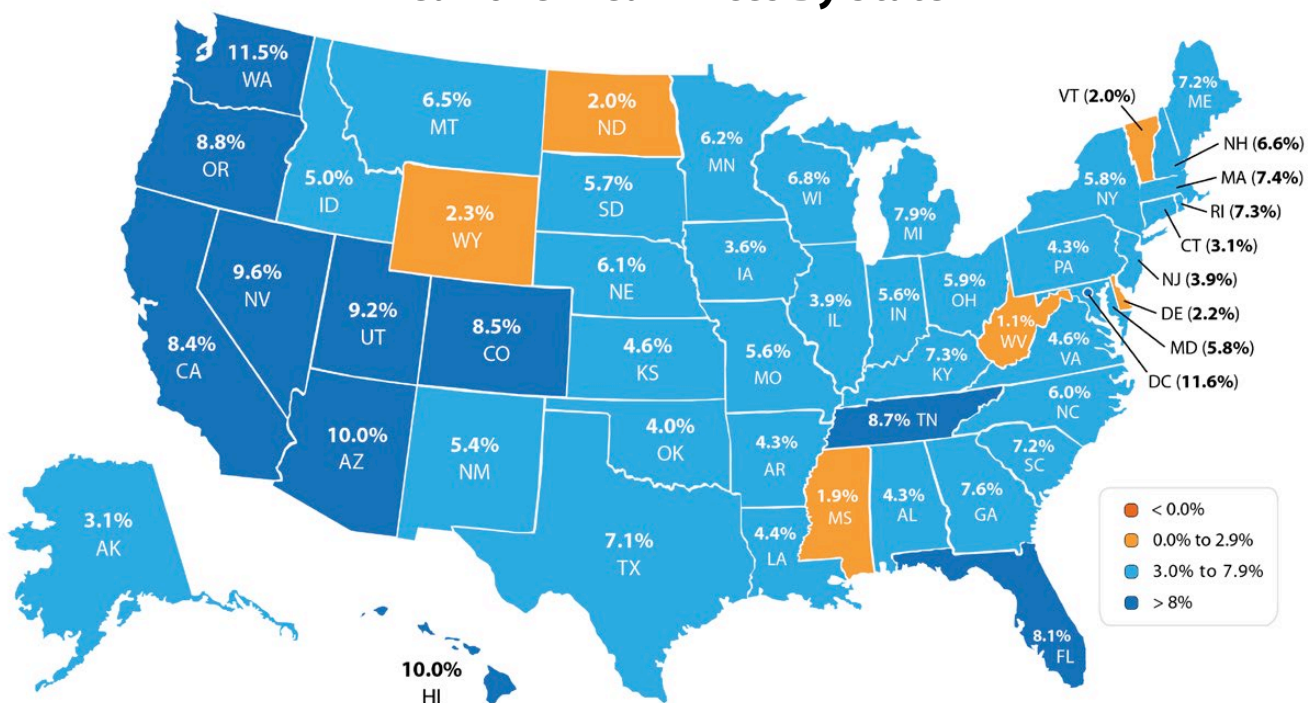 11.5%
WA
8.8%
OR
8.4%
CA
9.6%
NV
5.0%
ID
6.5%
MT
2.3%
WY
9.2%
UT
8.5%
CO
10.0%
AZ
5.4%
NM
2.0%
ND
5.7%
SD
6.1%
NE
4.6%
KS
4.0%
OK
7.1%
TX
6.2%
MN
3.6%
IA
5.6%
MO
4.3%
AR
4.4%
LA
6.8%
WI
3.9%
IL
7.9%
MI
5.6%
IN
5.9%
OH
7.3%
KY
8.7% TN
1.9%
MS
4.3%
AL
7.6%
GA
8.1%
FL
7.2%
SC
6.0%
NC
4.6%
VA
1.1%
WV
4.3%
PA
5.8%
NY
7.2%
ME
VT (2.0%)
NH (6.6%)
MA (7.4%)
RI (7.3%)
CT (3.1%)
NJ (3.9%)
DE (2.2%)
MD (5.8%)
DC (11.6%)
3.1%
AK
10.0%
HI
< 0.0%
0.0% to 2.9%
3.0% to 7.9%
> 8%